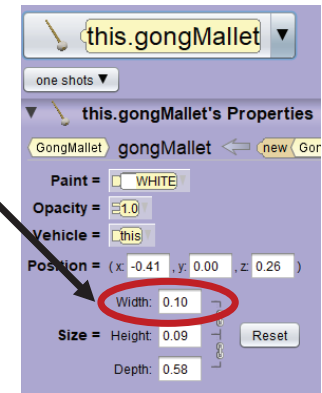 this.gongMallet
one shots
this.gongMallet's Properties
GongMallet gongMallet new Gon
Paint = WHITE
Opacity = 1.0
Vehicle = this
Position = ( x: -0.41 , y: 0.00 , z: 0.26 )
Width: 0.10
Size = Height: 0.09 Reset
Depth: 0.58